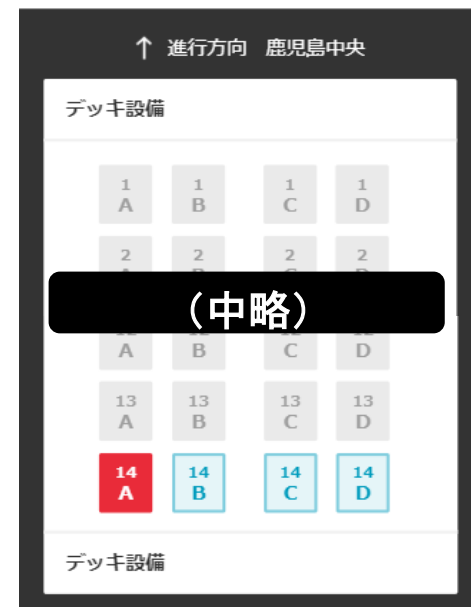 ↑ 進行方向 鹿児島中央
デッキ設備
1 1 1 1
A B C D
2 2 2 2
（中略）
A B C D
13 13 13 13
A B C D
14 14 14 14
A B C D
デッキ設備